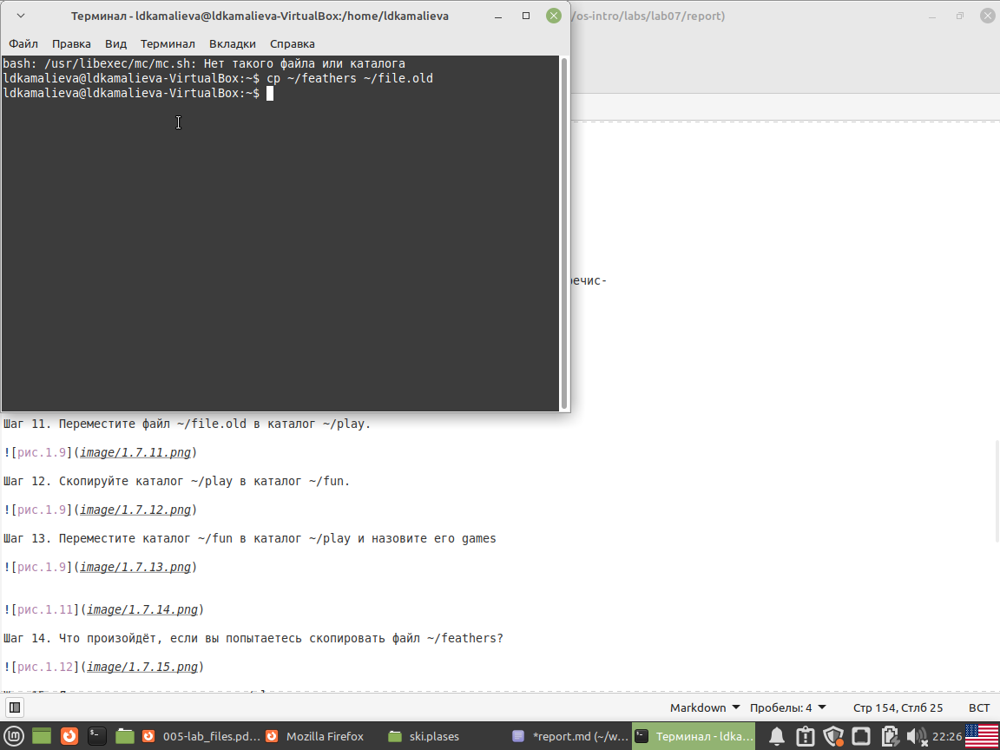 Терминал - ldkamalieva@ldkamalieva-VirtualBox:/home/ldkamalieva
/os-intro/labs/lab07/report)
Файл Правка Вид Терминал Вкладки Справка
bash: /usr/libexec/mc/mc.sh: Нет такого файла или каталога
ldkamalieva@ldkamalieva-VirtualBox:~$ cp ~/feathers ~/file.old
ldkamalieva@ldkamalieva-VirtualBox:~$
речис-
Шаг 11. Переместите файл ~/file.old в каталог ~/play.
![рис.1.9](image/1.7.11.png)
Шаг 12. Скопируйте каталог ~/play в каталог ~/fun.
![рис.1.9](image/1.7.12.png)
Шаг 13. Переместите каталог ~/fun в каталог ~/play и назовите его games
![рис.1.9](image/1.7.13.png)
![рис.1.11](image/1.7.14.png)
Шаг 14. Что произойдёт, если вы попытаетесь скопировать файл ~/feathers?
![рис.1.12](image/1.7.15.png)
Markdown Пробелы: 4 Стр 154, Стлб 25 ВСТ
005-lab_files.pd... Mozilla Firefox ski.plases *report.md (~/w... Терминал - ldka... 22:26